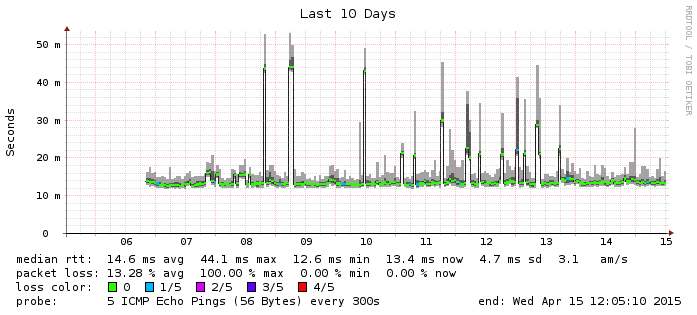 Last 10 Days
RRDTOOL / TOBI OETIKER
Seconds
50 m
40 m
30 m
20 m
10 m
0
06 07 08 09 10 11 12 13 14 15
median rtt: 14.6 ms avg 44.1 ms max 12.6 ms min 13.4 ms now 4.7 ms sd 3.1 am/s
packet loss: 13.28 % avg 100.00 % max 0.00 % min 0.00 % now
loss color: 0 1/5 2/5 3/5 4/5
probe: 5 ICMP Echo Pings (56 Bytes) every 300s end: Wed Apr 15 12:05:10 2015